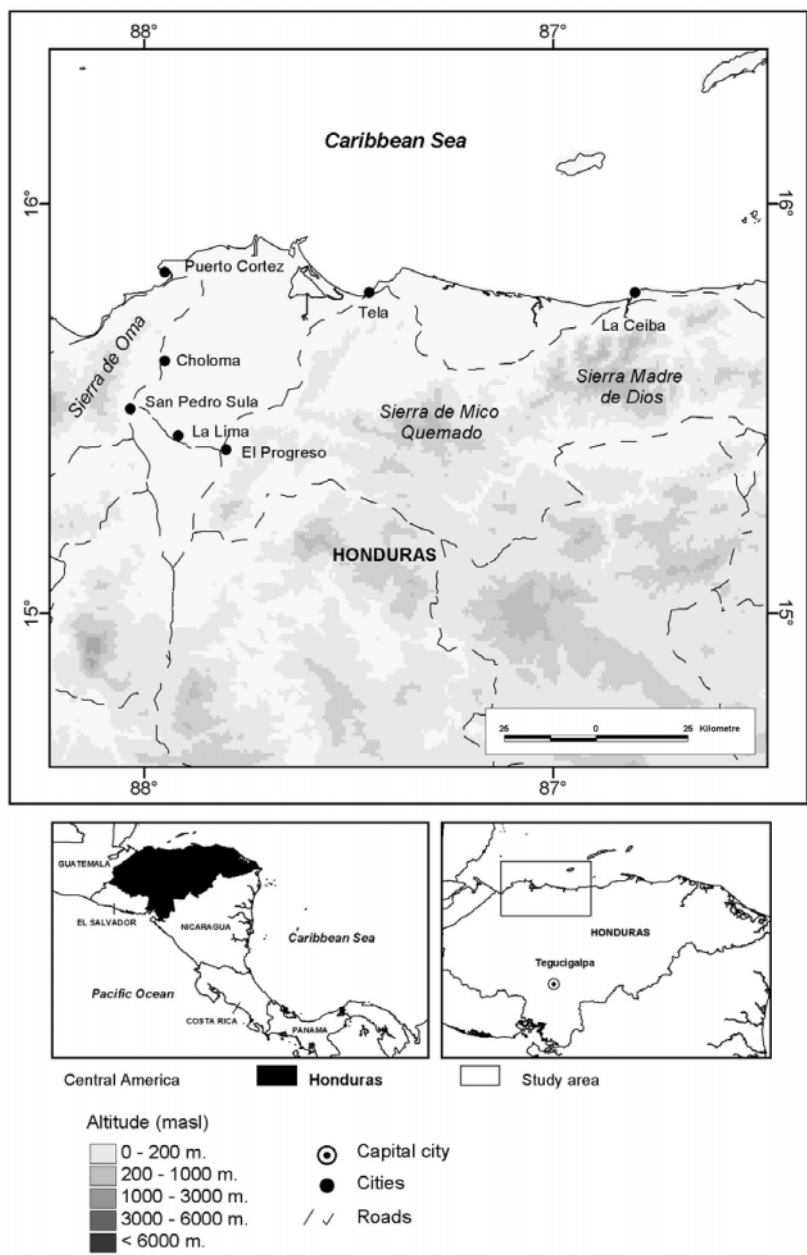 88°
87°
Caribbean Sea
16°
16°
Puerto Cortez
Tela
La Ceiba
Sierra de Oma
Choloma
Sierra Madre
de Dios
San Pedro Sula
Sierra de Mico
Quemado
La Lima
El Progreso
HONDURAS
15°
15°
25 0 25 Kilometre
88°
87°
GUATEMALA
EL SALVADOR
NICARAGUA
Caribbean Sea
Pacific Ocean
COSTA RICA
PANAMA
HONDURAS
Tegucigalpa
Central America
Honduras
Study area
Altitude (masl)
0 - 200 m.
200 - 1000 m.
1000 - 3000 m.
3000 - 6000 m.
< 6000 m.
Capital city
Cities
Roads